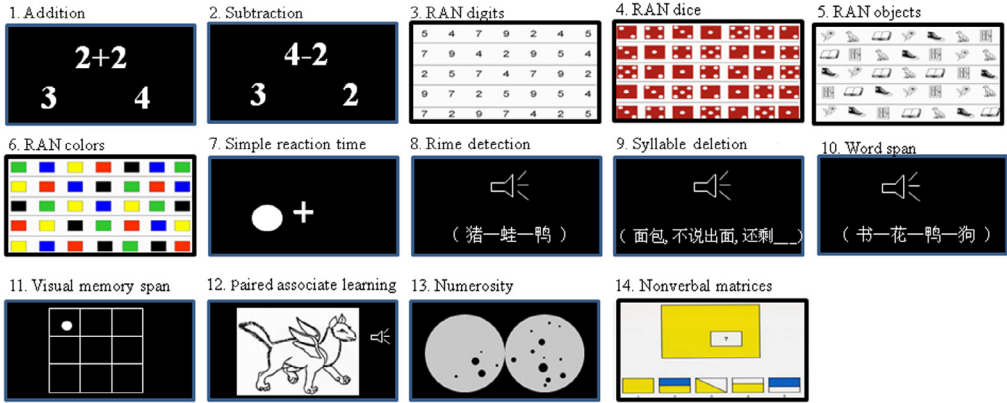 1. Addition
2+2
3 4
2. Subtraction
4-2
3 2
3. RAN digits
5 4 7 9 2 4 5
7 9 4 2 9 5 4
2 5 7 4 7 9 2
9 7 2 5 9 5 4
7 2 9 7 4 2 5
4. RAN dice
5. RAN objects
6. RAN colors
7. Simple reaction time
+
8. Rime detection
（猪—蛙—鸭）
9. Syllable deletion
（面包, 不说出面, 还剩___）
10. Word span
（书—花—鸭—狗）
11. Visual memory span
12. Paired associate learning
13. Numerosity
14. Nonverbal matrices
?